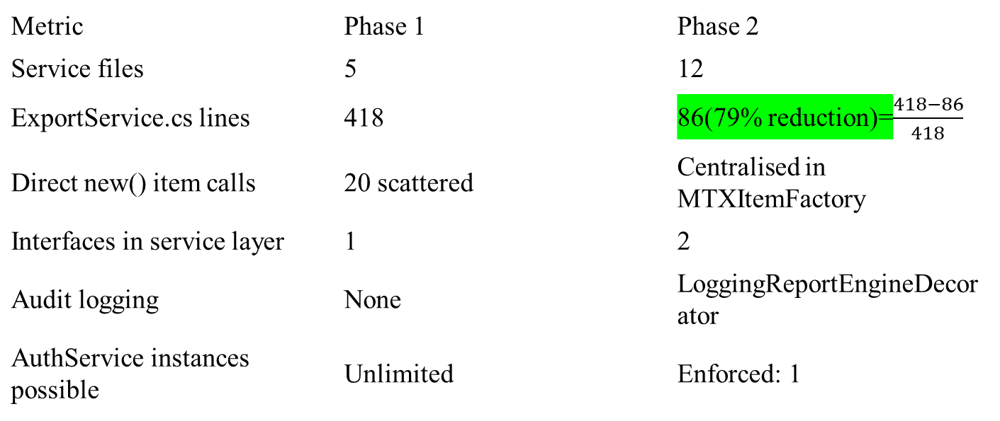 Metric Phase 1 Phase 2
Service files 5 12
ExportService.cs lines 418 86(79% reduction)=418−86
418
Direct new() item calls 20 scattered Centralised in
MTXItemFactory
Interfaces in service layer 1 2
Audit logging None LoggingReportEngineDecor
ator
AuthService instances
possible Unlimited Enforced: 1